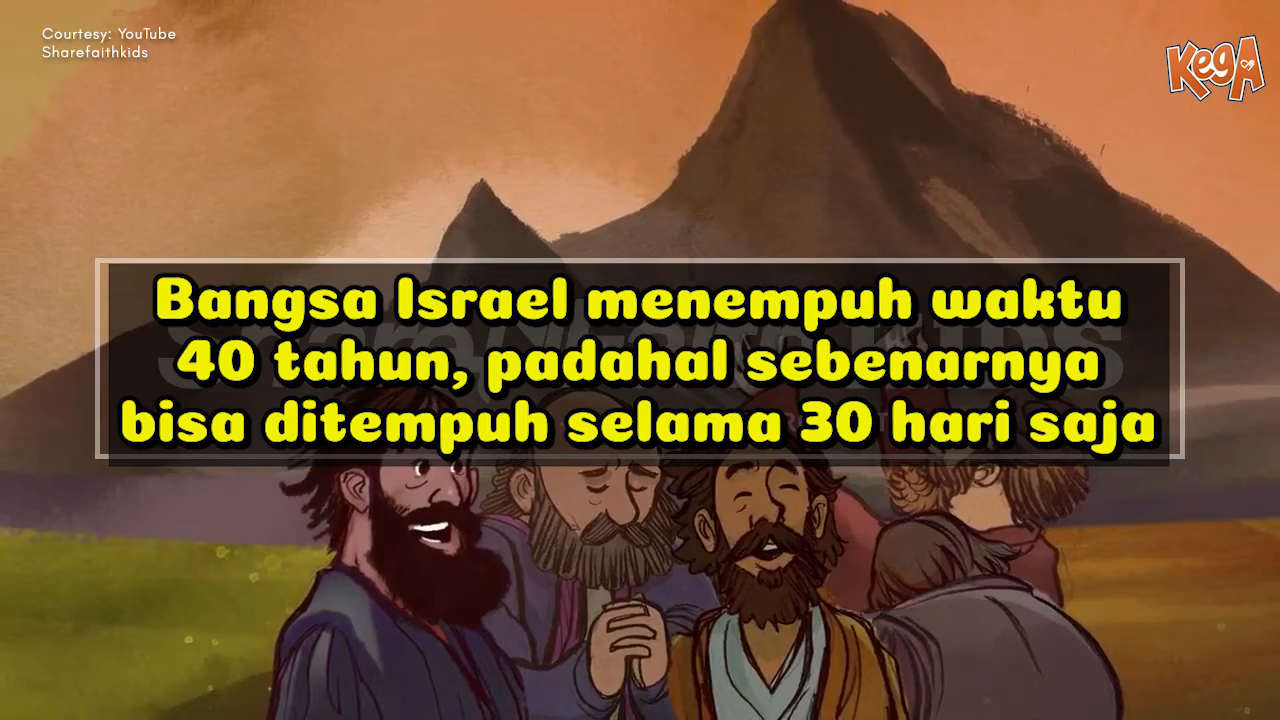 Courtesy: YouTube
Sharefaithkids
KegA
Bangsa Israel menempuh waktu
40 tahun, padahal sebenarnya
bisa ditempuh selama 30 hari saja